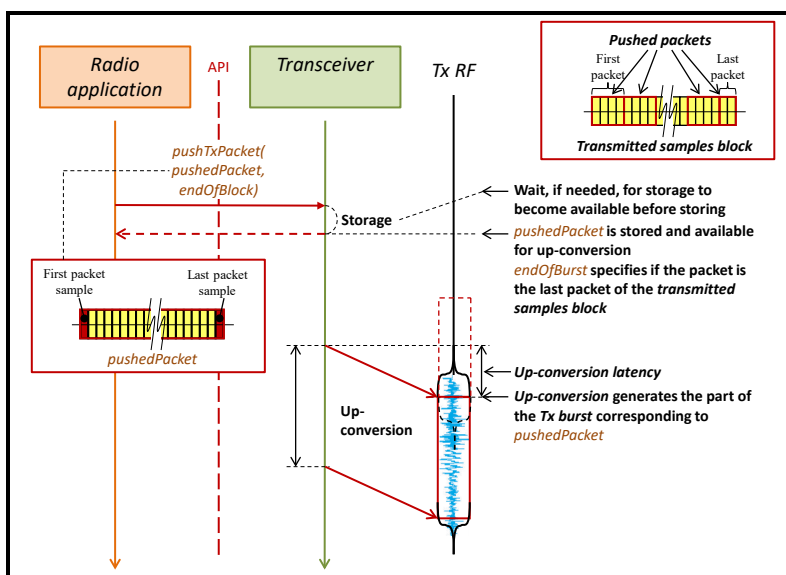 Radio
application
API
Transceiver
Tx RF
Pushed packets
First
packet
Last
packet
Transmitted samples block
pushTxPacket(
pushedPacket,
endOfBlock)
Storage
Wait, if needed, for storage to
become available before storing
pushedPacket is stored and available
for up-conversion
endOfBurst specifies if the packet is
the last packet of the transmitted
samples block
First packet
sample
Last packet
sample
pushedPacket
Up-
conversion
Up-conversion latency
Up-conversion generates the part
of the Tx burst corresponding to
pushedPacket